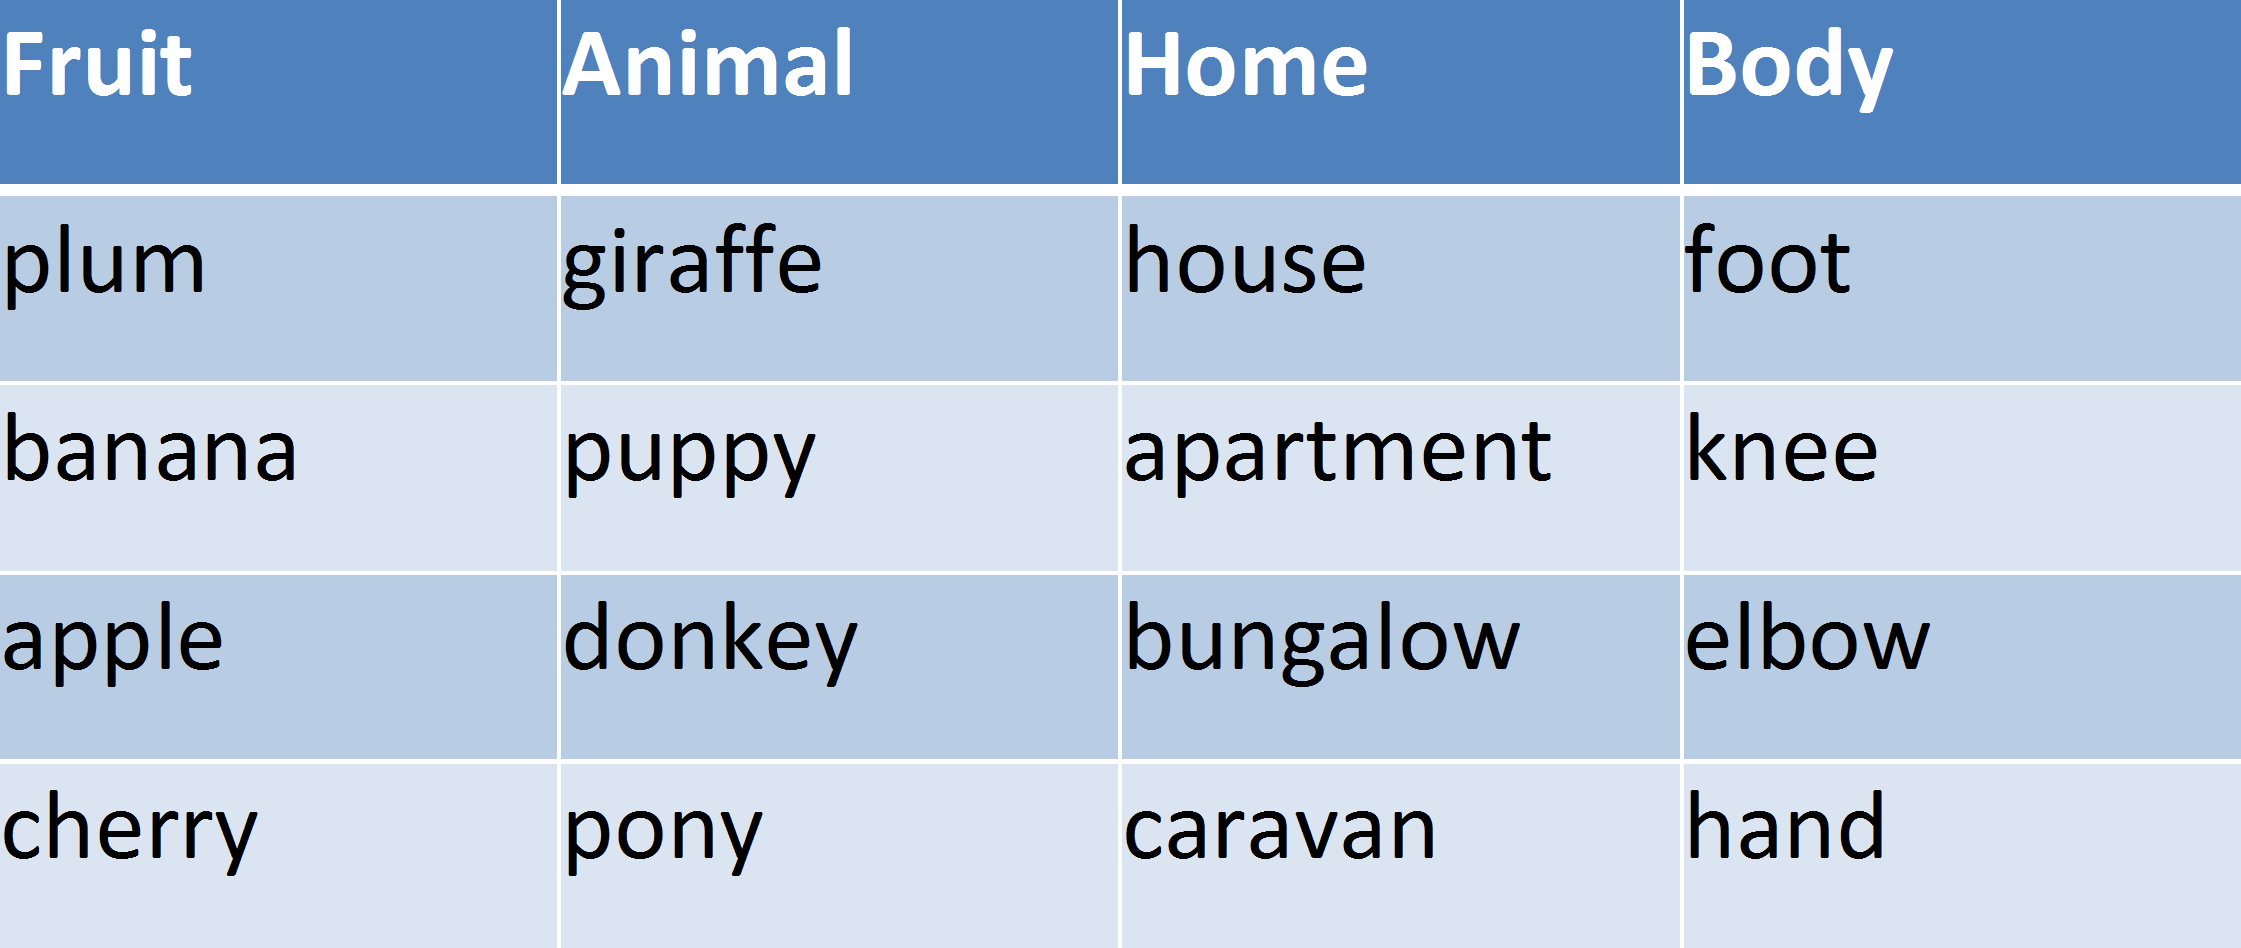 Fruit Animal Home Body
plum giraffe house foot
banana puppy apartment knee
apple donkey bungalow elbow
cherry pony caravan hand